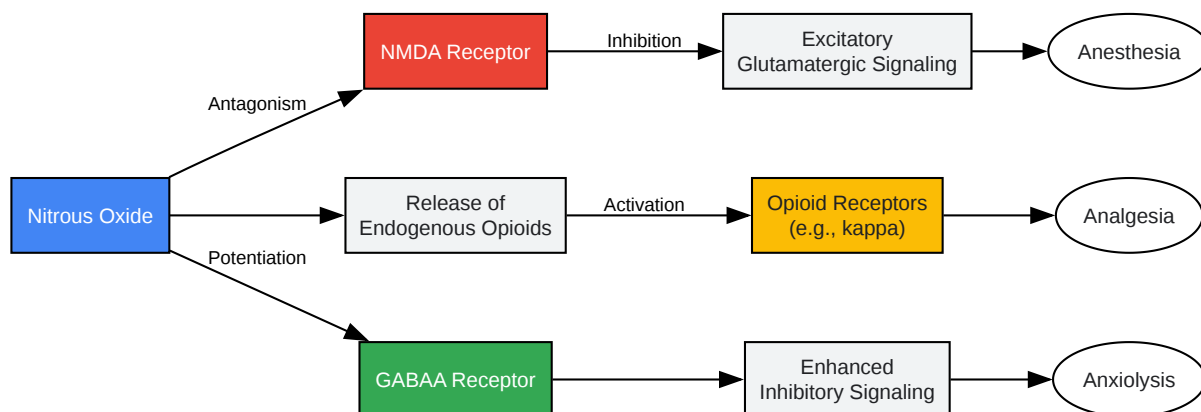 NMDA Receptor
Inhibition
Excitatory
Glutamatergic Signaling
Anesthesia
Antagonism
Nitrous Oxide
Release of
Endogenous Opioids
Activation
Opioid Receptors
(e.g., kappa)
Analgesia
Potentiation
GABAA Receptor
Enhanced
Inhibitory Signaling
Anxiolysis